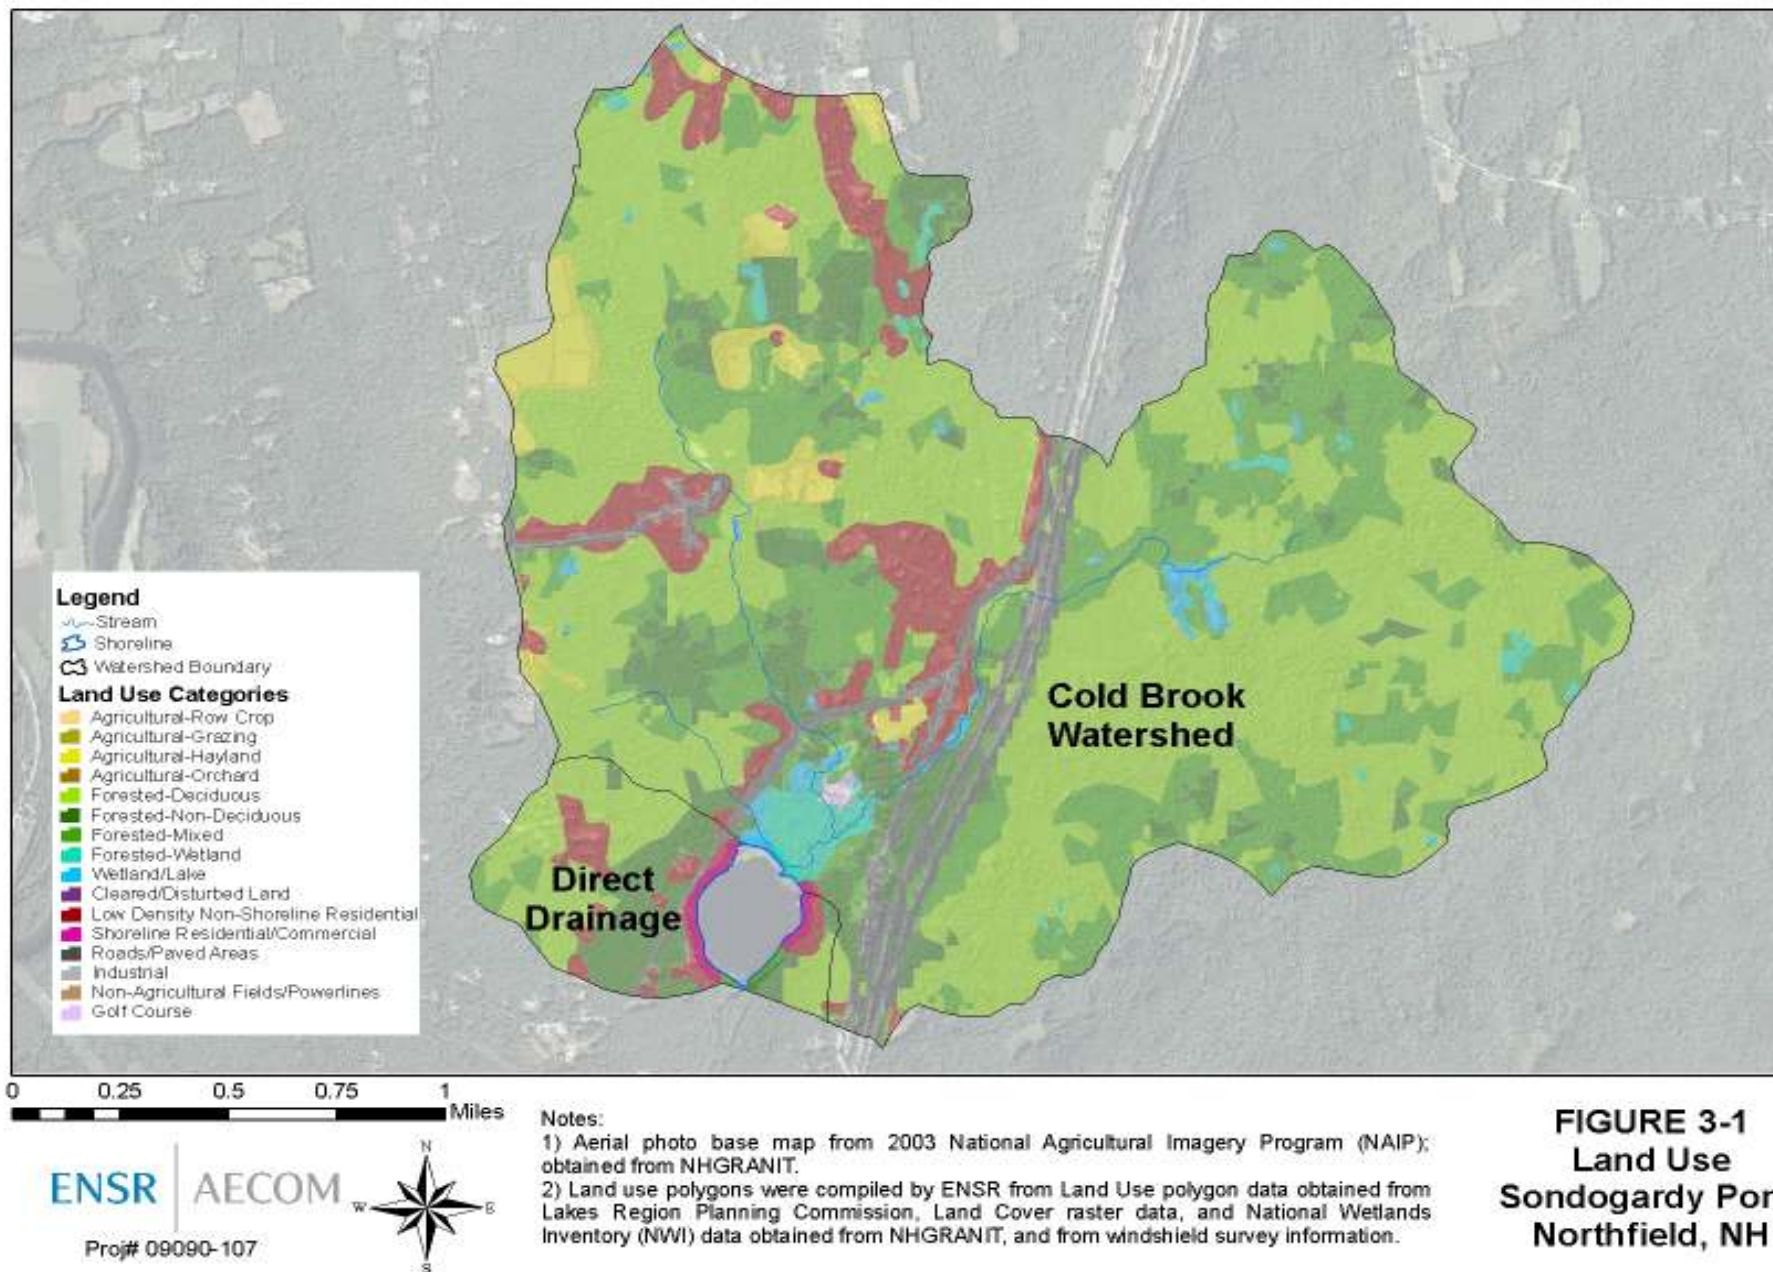 Cold Brook
Watershed
Direct
Drainage
Legend
Stream
Shoreline
Watershed Boundary
Land Use Categories
Agricultural-Row Crop
Agricultural-Grazing
Agricultural-Hayland
Agricultural-Orchard
Forested-Deciduous
Forested-Non-Deciduous
Forested-Mixed
Forested-Wetland
Wetland/Lake
Cleared/Disturbed Land
Low Density Non-Shoreline Residential
Shoreline Residential/Commercial
Roads/Paved Areas
Industrial
Non-Agricultural Fields/Powerlines
Golf Course
0 0.25 0.5 0.75 1
Miles
ENSR AECOM
Proj# 09090-107
N
W E
S
Notes:
1) Aerial photo base map from 2003 National Agricultural Imagery Program (NAIP);
obtained from NHGRANIT.
2) Land use polygons were compiled by ENSR from Land Use polygon data obtained from
Lakes Region Planning Commission, Land Cover raster data, and National Wetlands
Inventory (NWI) data obtained from NHGRANIT, and from windshield survey information.
FIGURE 3-1
Land Use
Sondogardy Pon
Northfield, NH